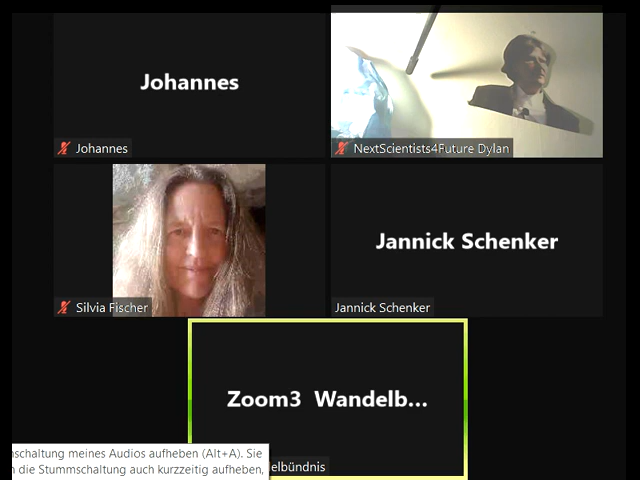 Johannes
Johannes
NextScientists4Future Dylan
Silvia Fischer
Jannick Schenker
Jannick Schenker
Zoom3 Wandelb...
elbündnis
schaltung meines Audios aufheben (Alt+A). Sie
die Stummschaltung auch kurzzeitig aufheben,